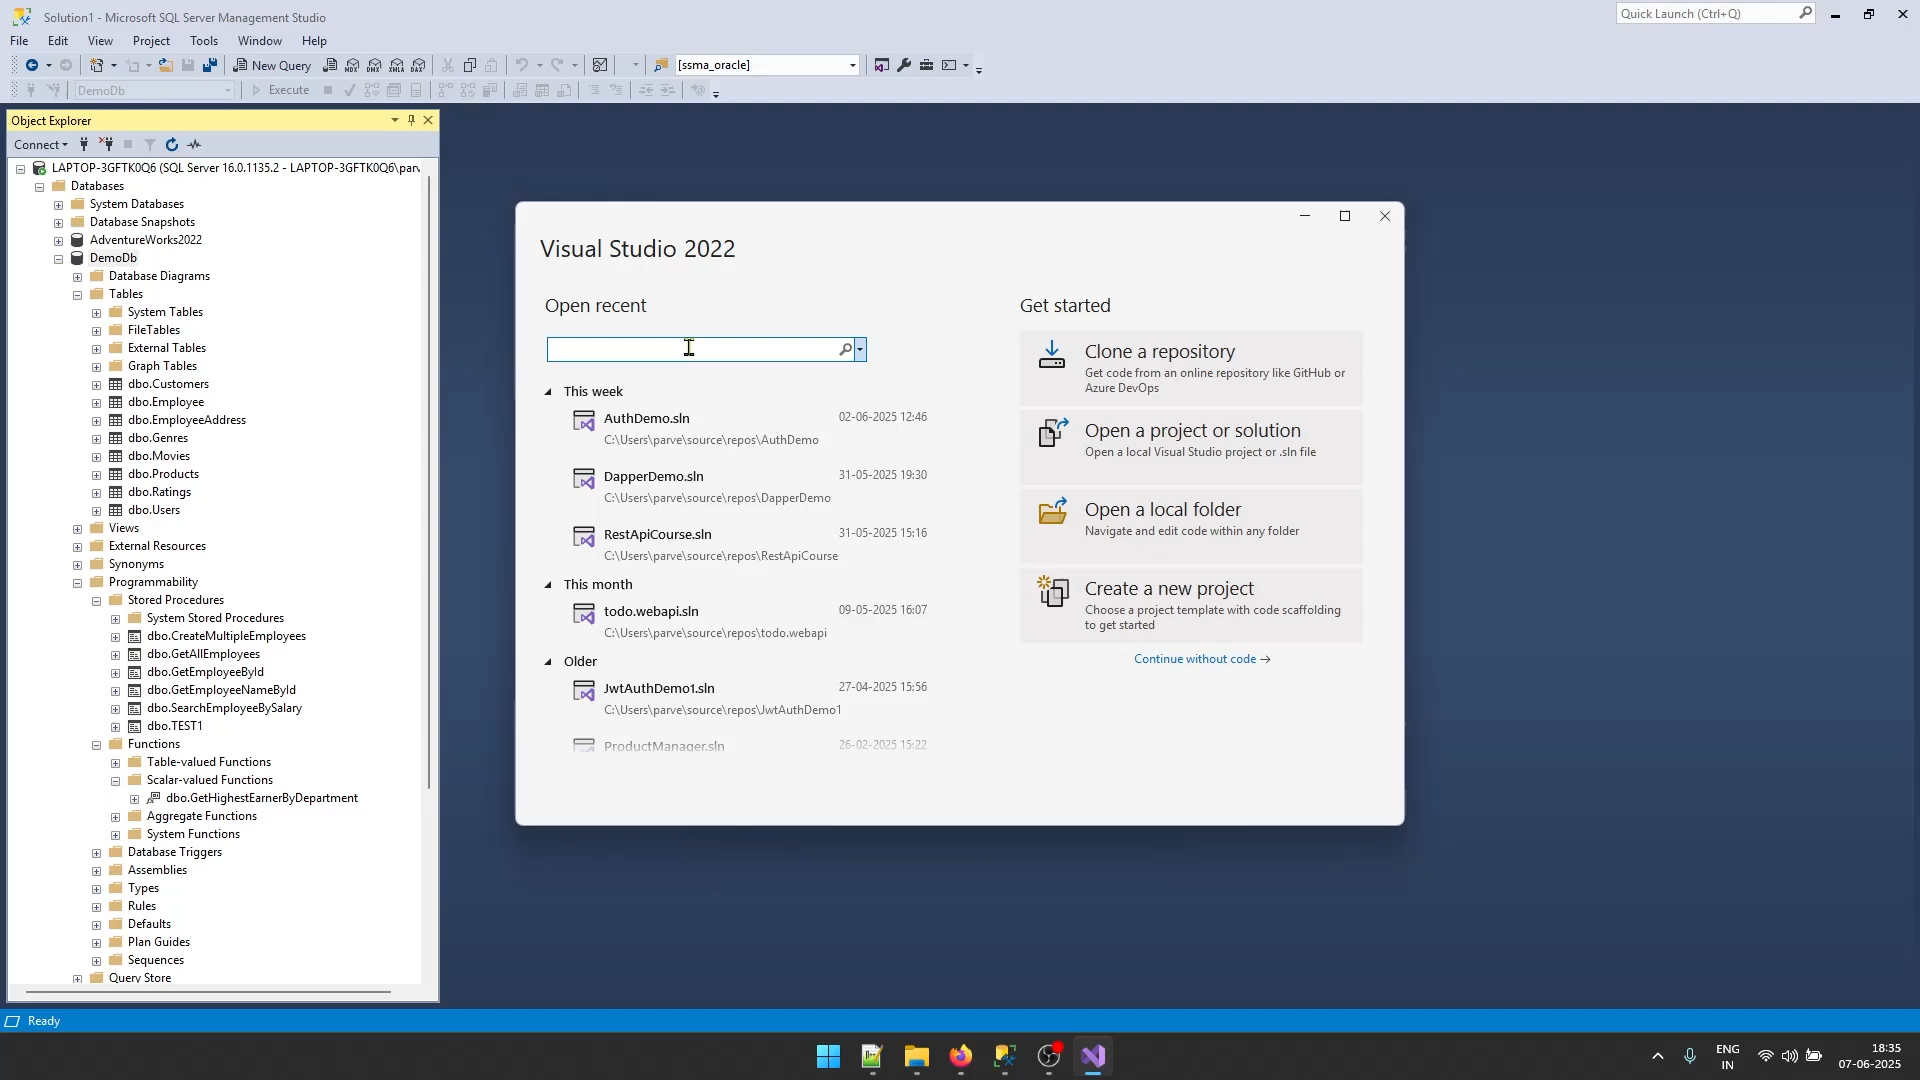 Solution1 - Microsoft SQL Server Management Studio
Quick Launch (Ctrl+Q)
File Edit View Project Tools Window Help
New Query
MDX DMX XMLA DAX
[ssma_oracle]
DemoDb
Execute
Object Explorer
Connect
LAPTOP-3GFTK0Q6 (SQL Server 16.0.1135.2 - LAPTOP-3GFTK0Q6\parv
Databases
System Databases
Database Snapshots
AdventureWorks2022
DemoDb
Database Diagrams
Tables
System Tables
FileTables
External Tables
Graph Tables
dbo.Customers
dbo.Employee
dbo.EmployeeAddress
dbo.Genres
dbo.Movies
dbo.Products
dbo.Ratings
dbo.Users
Views
External Resources
Synonyms
Programmability
Stored Procedures
System Stored Procedures
dbo.CreateMultipleEmployees
dbo.GetAllEmployees
dbo.GetEmployeeById
dbo.GetEmployeeNameById
dbo.SearchEmployeeBySalary
dbo.TEST1
Functions
Table-valued Functions
Scalar-valued Functions
dbo.GetHighestEarnerByDepartment
Aggregate Functions
System Functions
Database Triggers
Assemblies
Types
Rules
Defaults
Plan Guides
Sequences
Query Store
Visual Studio 2022
Open recent
This week
AuthDemo.sln 02-06-2025 12:46
C:\Users\parve\source\repos\AuthDemo
DapperDemo.sln 31-05-2025 19:30
C:\Users\parve\source\repos\DapperDemo
RestApiCourse.sln 31-05-2025 15:16
C:\Users\parve\source\repos\RestApiCourse
This month
todo.webapi.sln 09-05-2025 16:07
C:\Users\parve\source\repos\todo.webapi
Older
JwtAuthDemo1.sln 27-04-2025 15:56
C:\Users\parve\source\repos\JwtAuthDemo1
ProductManager.sln 26-02-2025 15:22
Get started
Clone a repository
Get code from an online repository like GitHub or
Azure DevOps
Open a project or solution
Open a local Visual Studio project or .sln file
Open a local folder
Navigate and edit code within any folder
Create a new project
Choose a project template with code scaffolding
to get started
Continue without code →
Ready
ENG
IN
18:35
07-06-2025